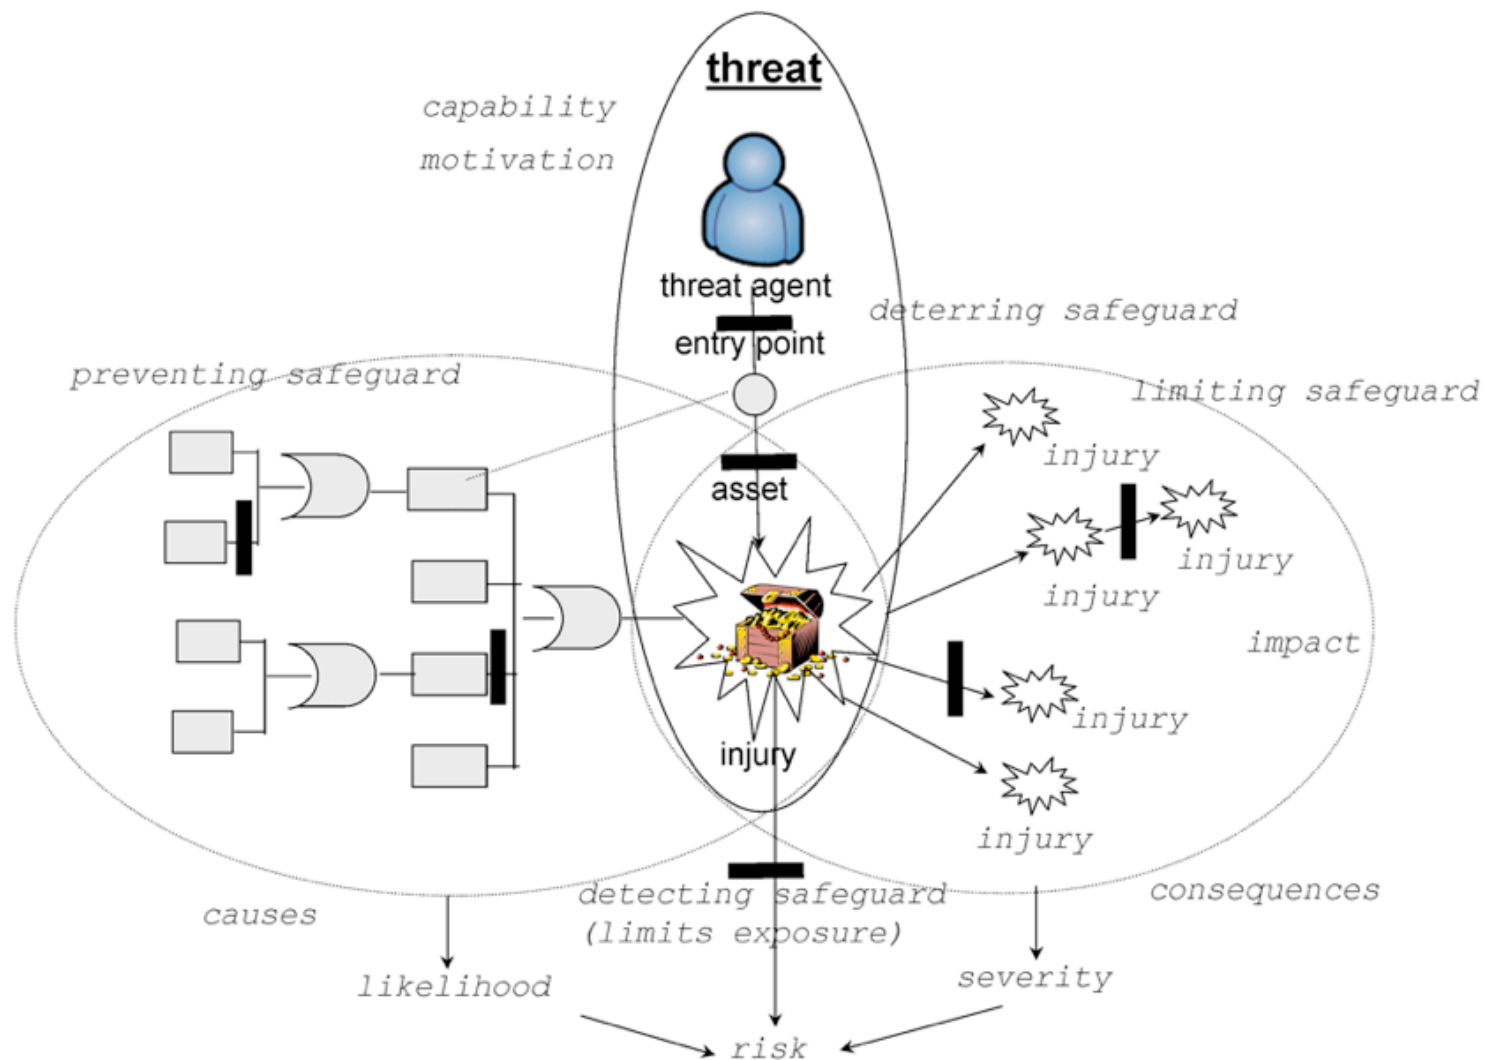 threat
capability
motivation
threat agent
deterring safeguard
entry point
preventing safeguard
limiting safeguard
injury
asset
injury
injury
impact
injury
injury
injury
detecting safeguard
(limits exposure)
consequences
causes
likelihood
severity
risk